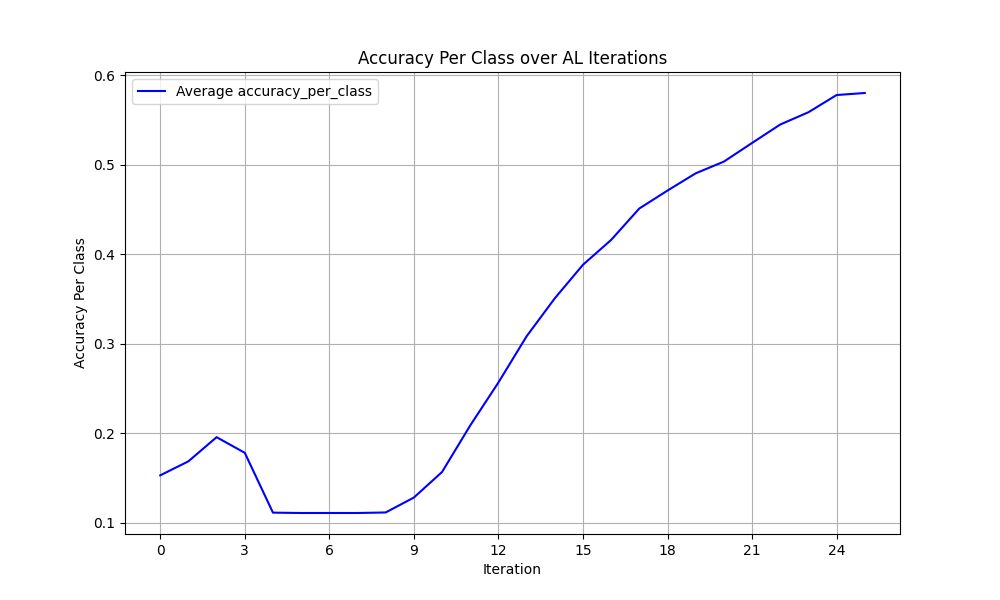 Accuracy Per Class over AL Iterations
Average accuracy_per_class
Accuracy Per Class
0.6
0.5
0.4
0.3
0.2
0.1
0 3 6 9 12 15 18 21 24
Iteration